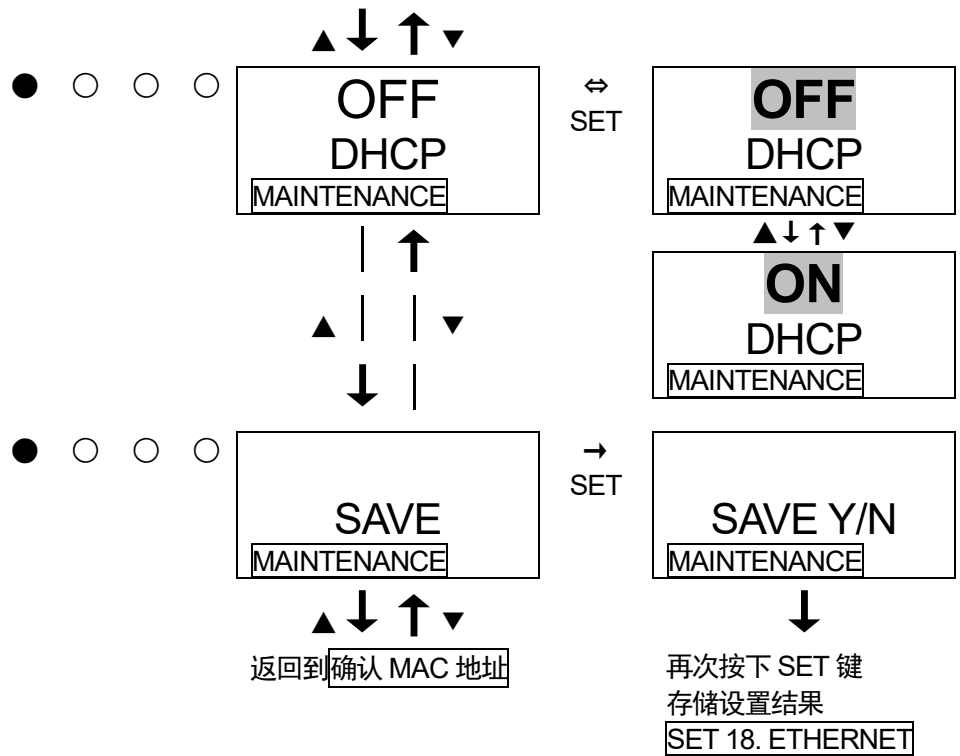 ▲ ↓ ↑ ▼
● ○ ○ ○
OFF
DHCP
MAINTENANCE
⇔
SET
OFF
DHCP
MAINTENANCE
▲ ↓ ↑ ▼
ON
DHCP
MAINTENANCE
▲ ↓ ↑ ▼
● ○ ○ ○
SAVE
MAINTENANCE
→
SET
SAVE Y/N
MAINTENANCE
▲ ↓ ↑ ▼
返回到确认 MAC 地址
↓
再次按下 SET 键
存储设置结果
SET 18. ETHERNET